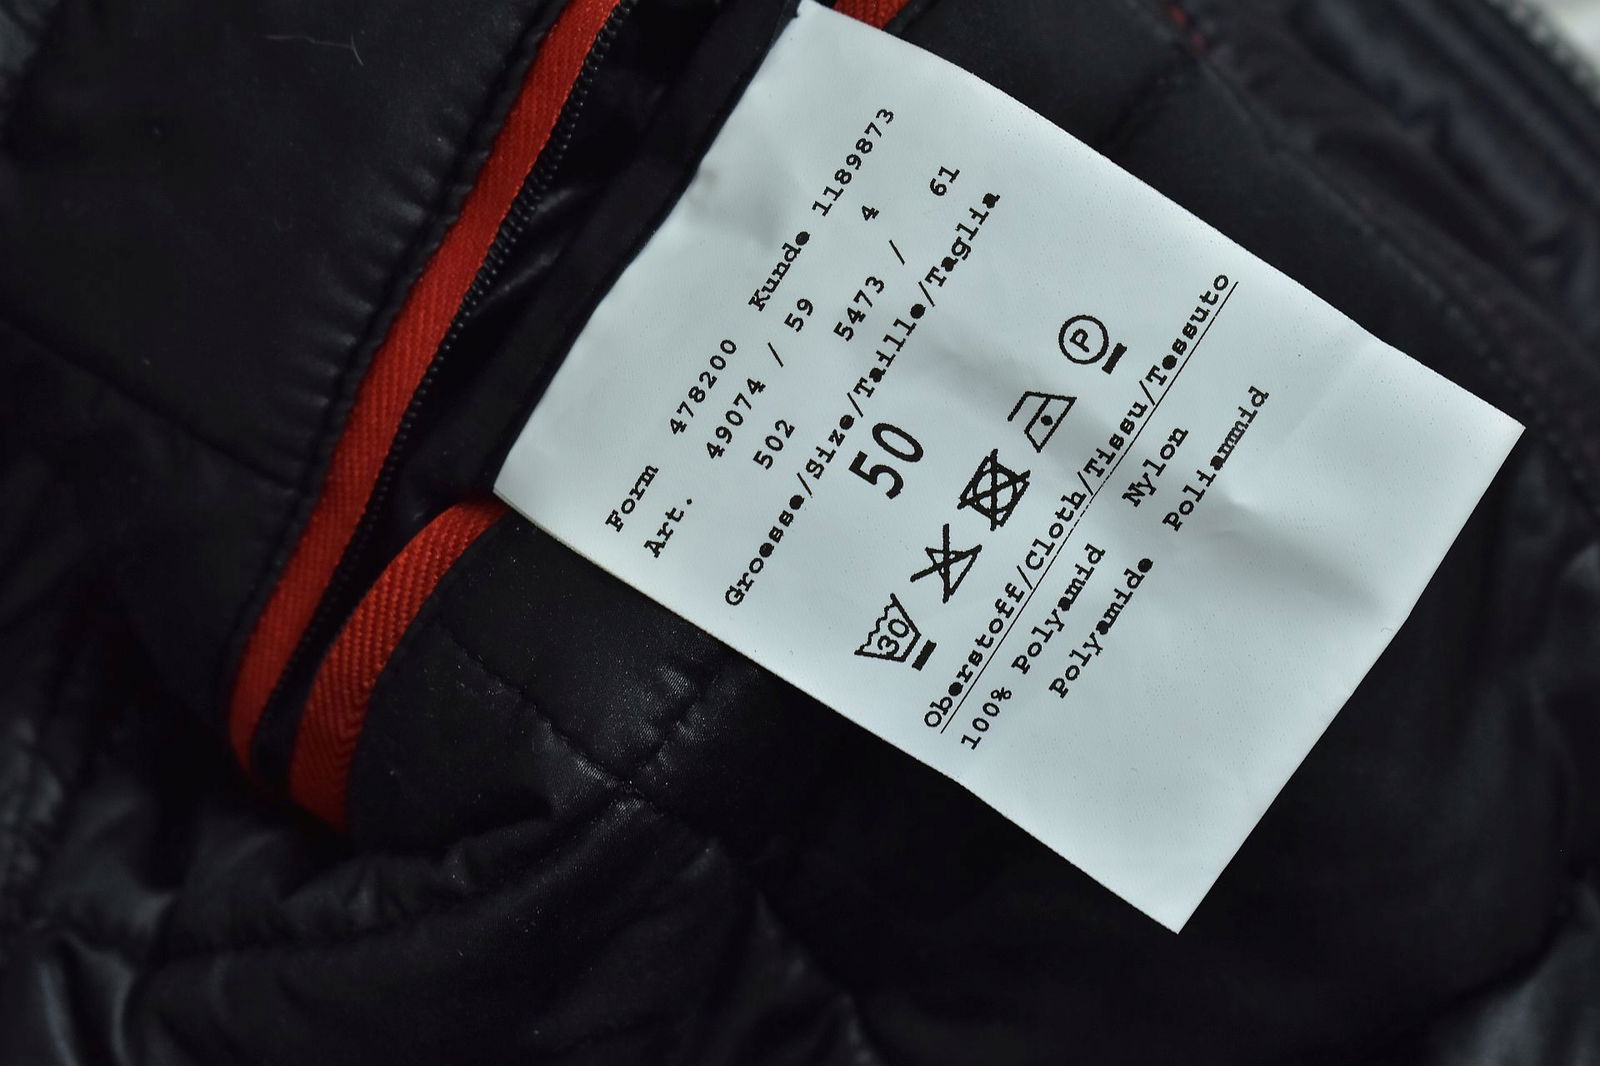 Form 478200 Kunde 1189873
Art. 49074 / 59 4
502 5473 / 61
Groesse/Size/Taille/Taglia
50
30 P
Oberstoff/Cloth/Tissu/Tessuto
100% Polyamid Nylon
Polyamide Poliammid